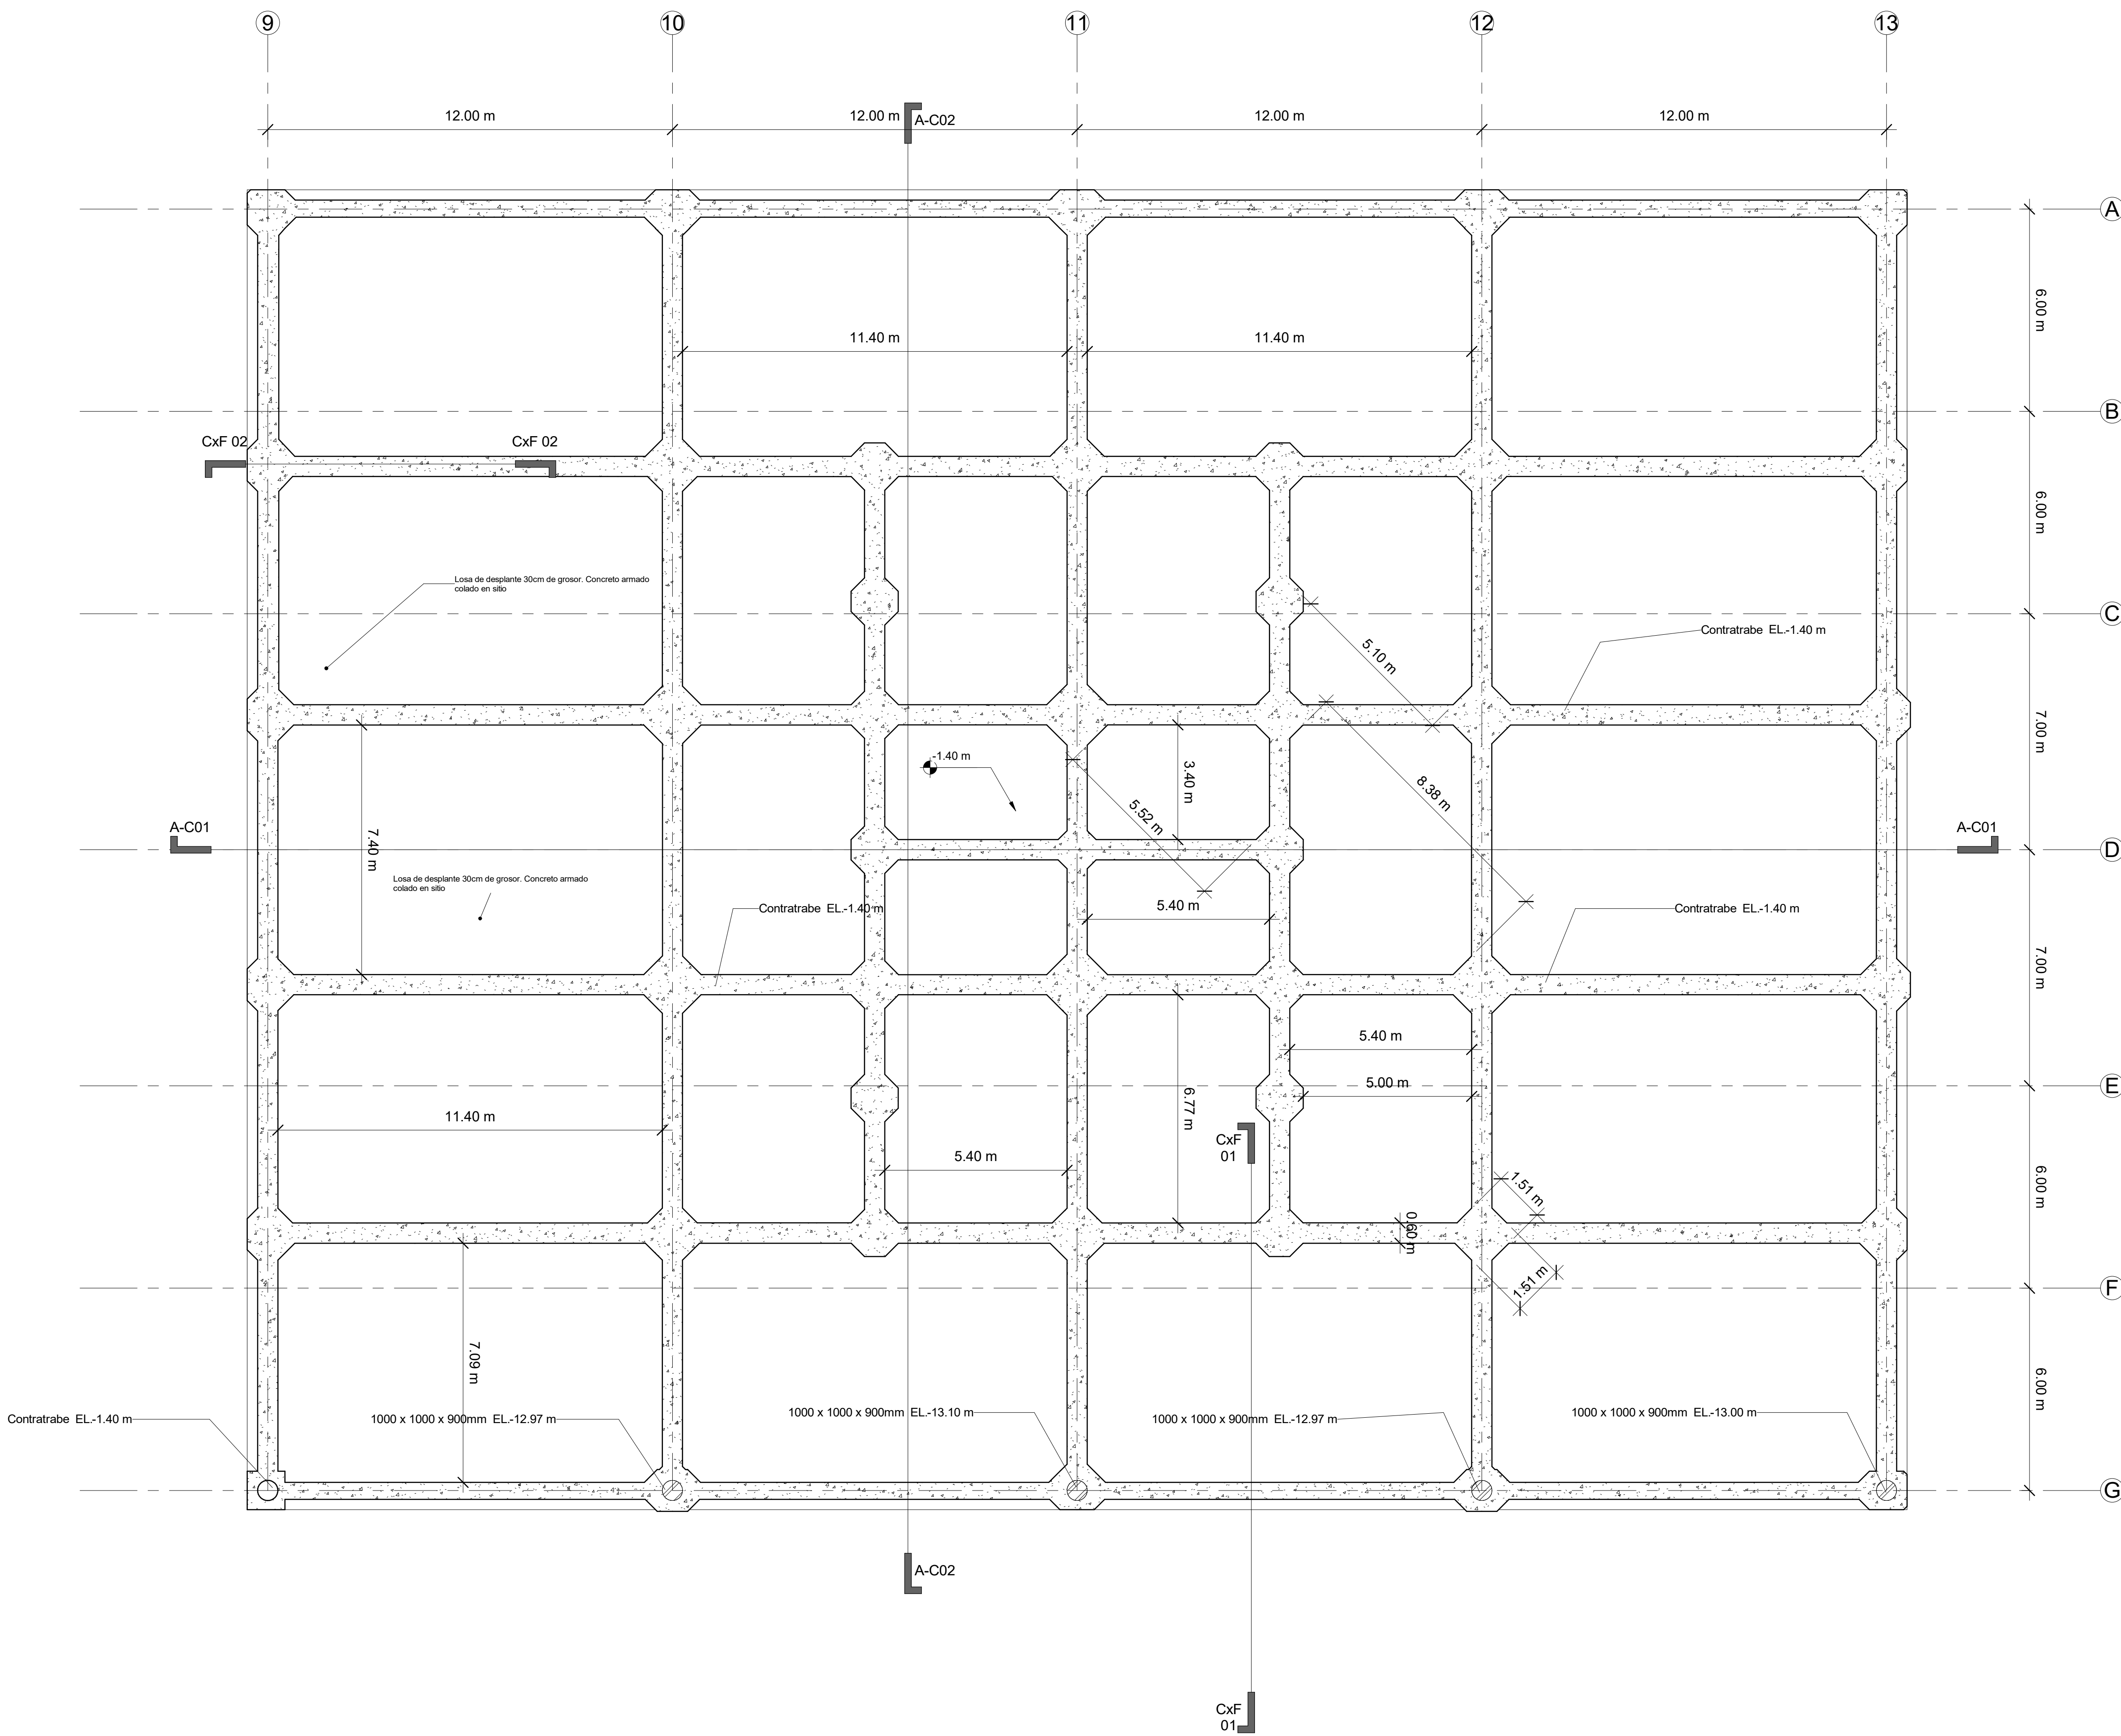 9
10
11
12
13
12.00 m
12.00 m
12.00 m
12.00 m
A-C02
A
6.00 m
11.40 m
11.40 m
B
CxF 02
CxF 02
6.00 m
Losa de desplante 30cm de grosor. Concreto armado
colado en sitio
C
Contratrabe EL.-1.40 m
5.10 m
7.00 m
-1.40 m
3.40 m
8.38 m
5.52 m
A-C01
A-C01
7.40 m
D
Losa de desplante 30cm de grosor. Concreto armado
colado en sitio
5.40 m
Contratrabe EL.-1.40 m
Contratrabe EL.-1.40 m
7.00 m
5.40 m
5.00 m
E
6.77 m
11.40 m
CxF
01
5.40 m
6.00 m
1.51 m
0.60 m
1.51 m
F
7.09 m
6.00 m
Contratrabe EL.-1.40 m
1000 x 1000 x 900mm EL.-12.97 m
1000 x 1000 x 900mm EL.-13.10 m
1000 x 1000 x 900mm EL.-12.97 m
1000 x 1000 x 900mm EL.-13.00 m
G
A-C02
CxF
01